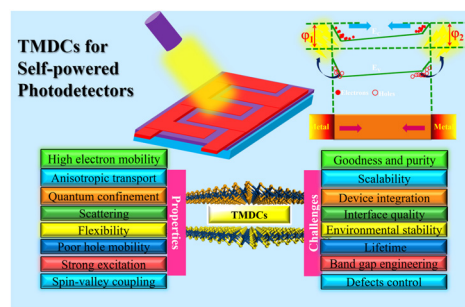 TMDCs for
Self-powered
Photodetectors
φ1
φ2
Electrons
Holes
Metal
Metal
High electron mobility
Anisotropic transport
Quantum confinement
Scattering
Flexibility
Poor hole mobility
Strong excitation
Spin-valley coupling
Properties
TMDCs
Challenges
Goodness and purity
Scalability
Device integration
Interface quality
Environmental stability
Lifetime
Band gap engineering
Defects control